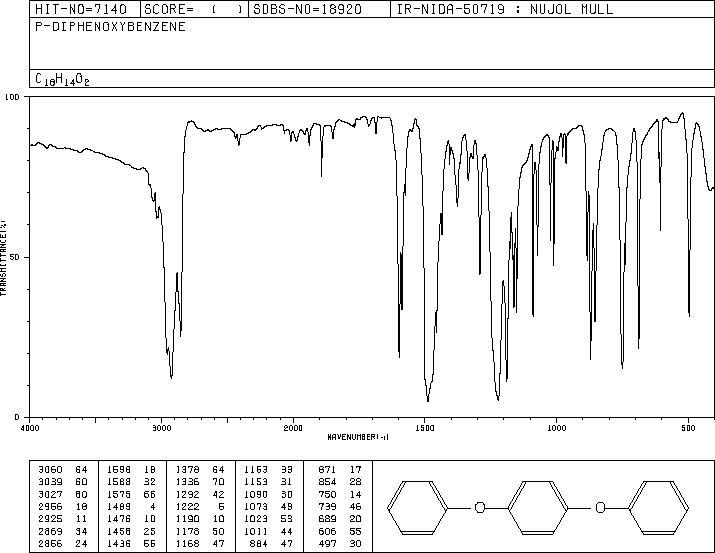 HIT-NO=7140 SCORE= ( ) SDBS-NO=18920 IR-NIDA-50719 : NUJOL MULL
P-DIPHENOXYBENZENE
C18H14O2
100
50
0
TRANSMITTANCE(%)
4000 3000 2000 1500 1000 500
WAVENUMBER(-1)
3060 64 1598 18 1378 64 1163 33 871 17
3039 60 1588 32 1336 70 1153 31 854 28
3027 60 1575 66 1292 42 1090 30 750 14
2956 18 1489 4 1222 5 1073 49 739 46
2925 11 1476 10 1190 10 1023 53 689 20
2869 34 1458 25 1178 50 1011 44 606 55
2856 24 1436 55 1168 47 884 47 497 30
O O